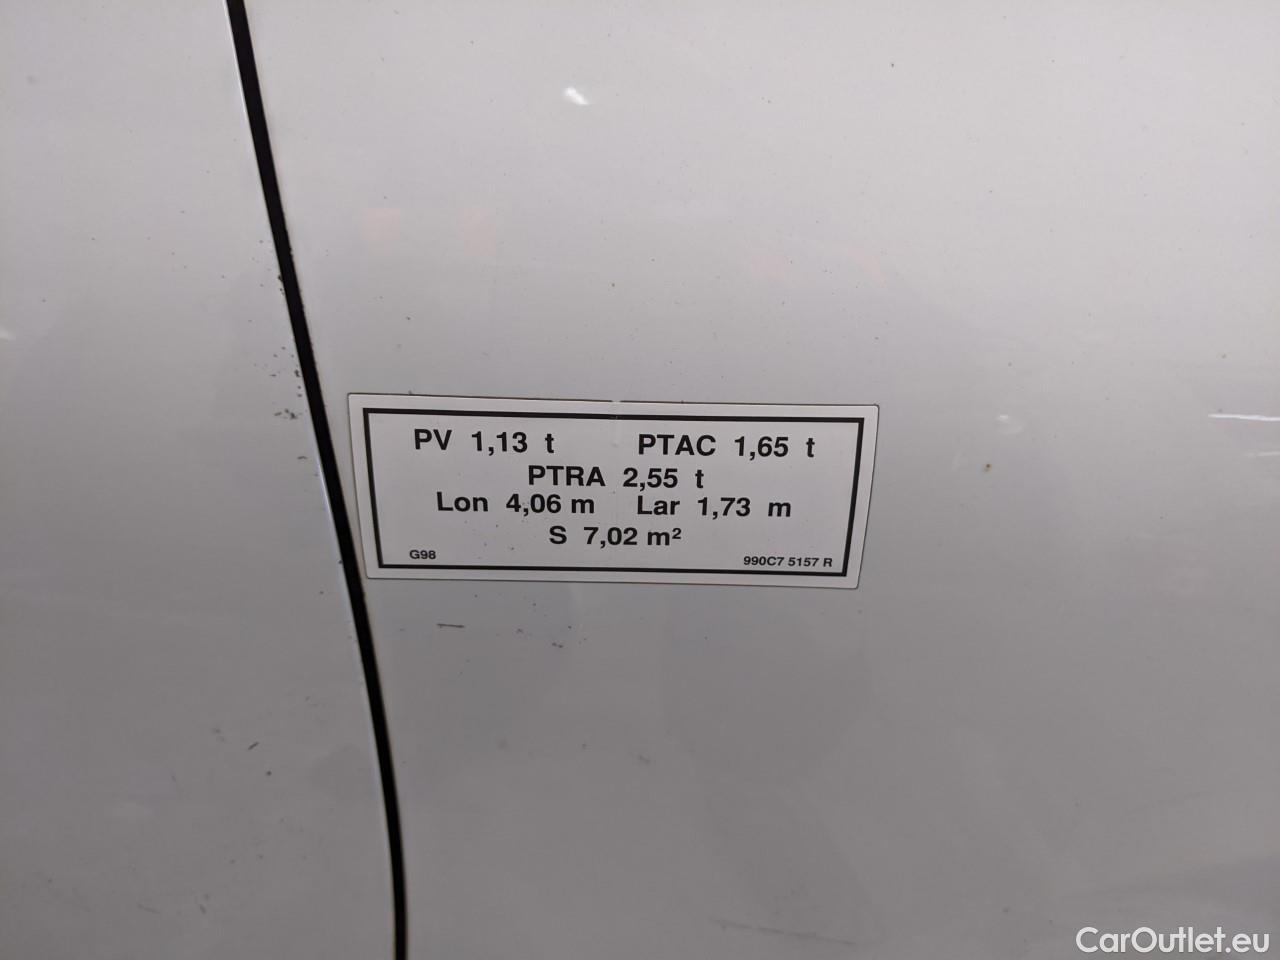 PV 1,13 t PTAC 1,65 t
PTRA 2,55 t
Lon 4,06 m Lar 1,73 m
S 7,02 m²
G98 990C7 5157 R
CarOutlet.eu